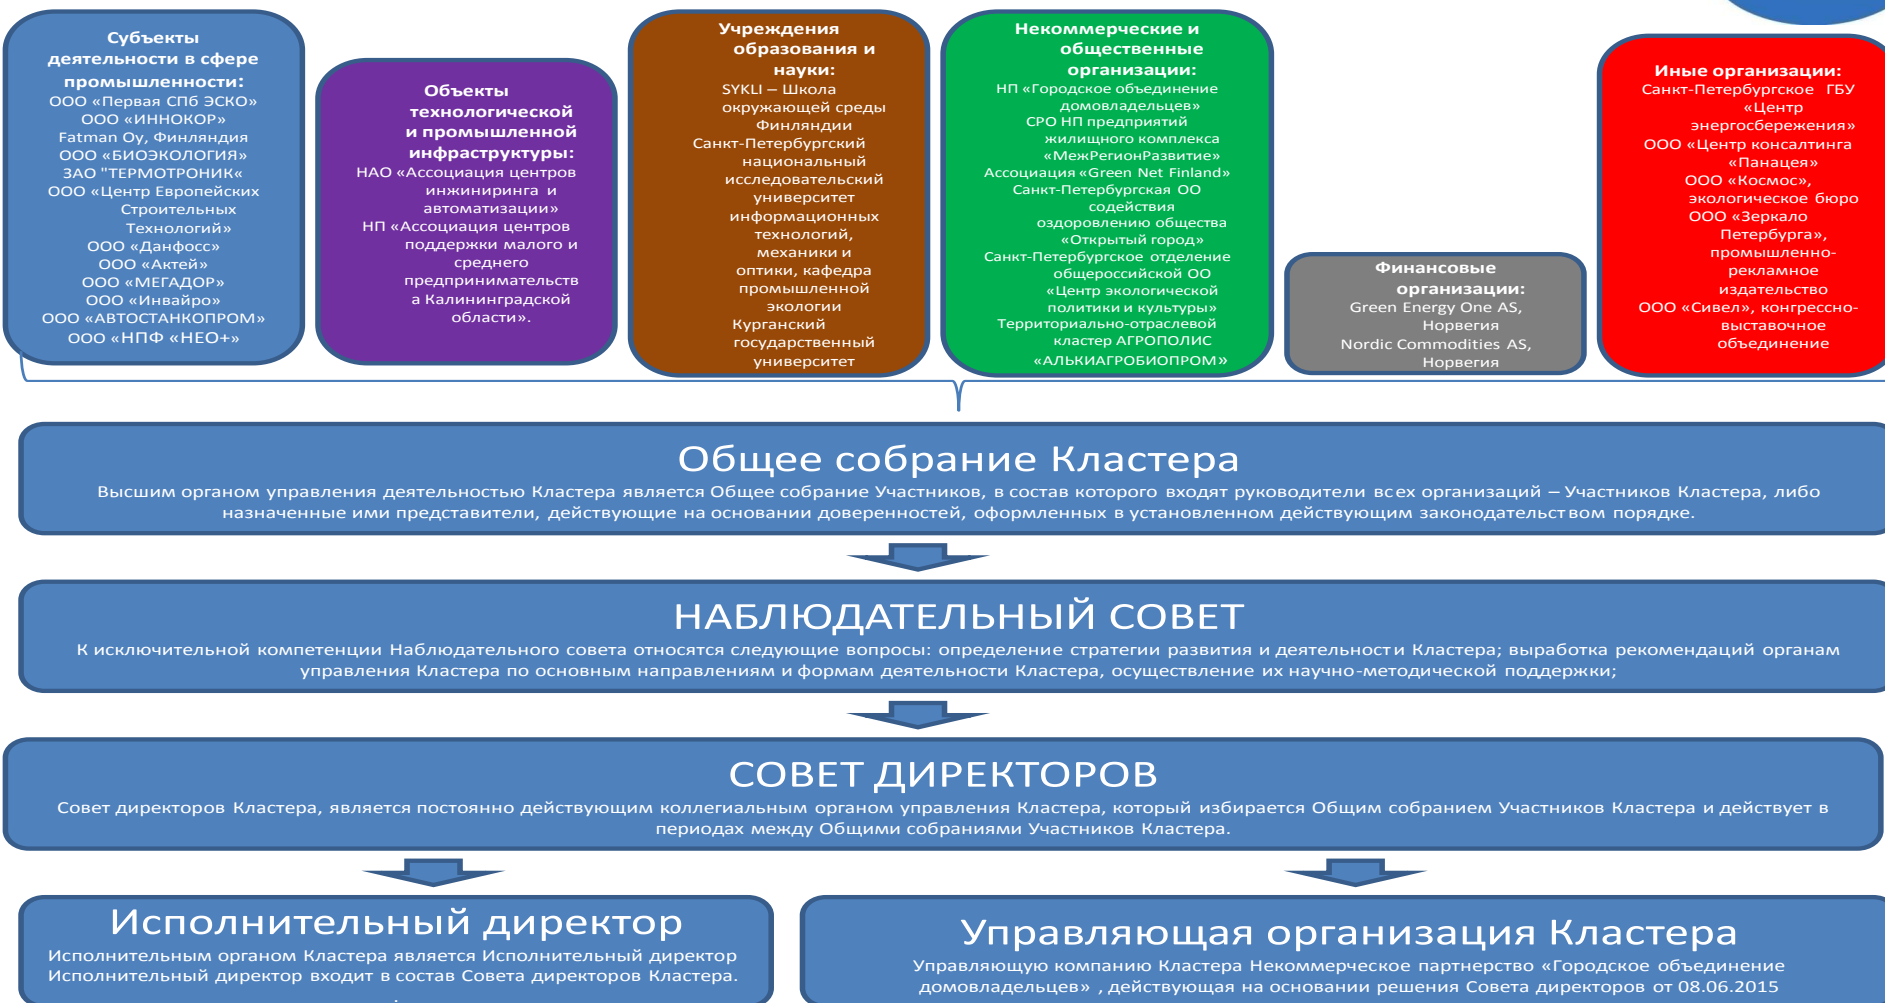 Субъекты
деятельности в сфере
промышленности:
ООО «Первая СПб ЭСКО»
ООО «ИННОКОР»
Fatman Oy, Финляндия
ООО «БИОЭКОЛОГИЯ»
ЗАО "ТЕРМОТРОНИК«
ООО «Центр Европейских
Строительных
Технологий»
ООО «Данфосс»
ООО «Актей»
ООО «МЕГАДОР»
ООО «Инвайро»
ООО «АВТОСТАНКОПРОМ»
ООО «НПФ «НЕО+»
Объекты
технологической
и промышленной
инфраструктуры:
НАО «Ассоциация центров
инжиниринга и
автоматизации»
НП «Ассоциация центров
поддержки малого и
среднего
предпринимательств
а Калининградской
области».
Учреждения
образования и
науки:
SYKLI – Школа
окружающей среды
Финляндии
Санкт-Петербургский
национальный
исследовательский
университет
информационных
технологий,
механики и
оптики, кафедра
промышленной
экологии
Курганский
государственный
университет
Некоммерческие и
общественные
организации:
НП «Городское объединение
домовладельцев»
СРО НП предприятий
жилищного комплекса
«МежРегионРазвитие»
Ассоциация «Green Net Finland»
Санкт-Петербургская ОО
содействия
оздоровлению общества
«Открытый город»
Санкт-Петербургское отделение
общероссийской ОО
«Центр экологической
политики и культуры»
Территориально-отраслевой
кластер АГРОПОЛИС
«АЛЬКИАГРОБИОПРОМ»
Финансовые
организации:
Green Energy One AS,
Норвегия
Nordic Commodities AS,
Норвегия
Иные организации:
Санкт-Петербургское ГБУ
«Центр
энергосбережения»
ООО «Центр консалтинга
«Панацея»
ООО «Космос»,
экологическое бюро
ООО «Зеркало
Петербурга»,
промышленно-
рекламное
издательство
ООО «Сивел», конгрессно-
выставочное
объединение
Общее собрание Кластера
Высшим органом управления деятельностью Кластера является Общее собрание Участников, в состав которого входят руководители всех организаций – Участников Кластера, либо
назначенные ими представители, действующие на основании доверенностей, оформленных в установленном действующим законодательством порядке.
НАБЛЮДАТЕЛЬНЫЙ СОВЕТ
К исключительной компетенции Наблюдательного совета относятся следующие вопросы: определение стратегии развития и деятельности Кластера; выработка рекомендаций органам
управления Кластера по основным направлениям и формам деятельности Кластера, осуществление их научно-методической поддержки;
СОВЕТ ДИРЕКТОРОВ
Совет директоров Кластера, является постоянно действующим коллегиальным органом управления Кластера, который избирается Общим собранием Участников Кластера и действует в
периодах между Общими собраниями Участников Кластера.
Исполнительный директор
Исполнительным органом Кластера является Исполнительный директор
Исполнительный директор входит в состав Совета директоров Кластера.
.
Управляющая организация Кластера
Управляющую компанию Кластера Некоммерческое партнерство «Городское объединение
домовладельцев» , действующая на основании решения Совета директоров от 08.06.2015